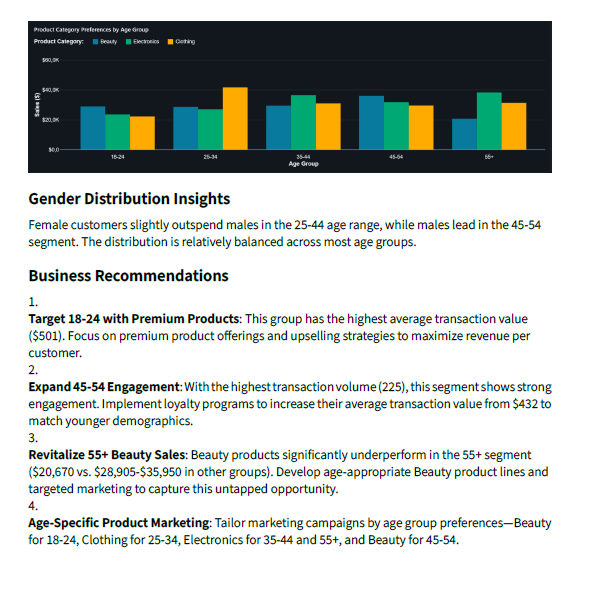 Product Category Preferences by Age Group
Product Category: Beauty Electronics Clothing
$60,0K
$40,0K
$20,0K
$0,0
Sales ($)
18-24 25-34 35-44 45-54 55+
Age Group
Gender Distribution Insights
Female customers slightly outspend males in the 25-44 age range, while males lead in the 45-54
segment. The distribution is relatively balanced across most age groups.
Business Recommendations
1.
Target 18-24 with Premium Products: This group has the highest average transaction value
($501). Focus on premium product offerings and upselling strategies to maximize revenue per
customer.
2.
Expand 45-54 Engagement: With the highest transaction volume (225), this segment shows strong
engagement. Implement loyalty programs to increase their average transaction value from $432 to
match younger demographics.
3.
Revitalize 55+ Beauty Sales: Beauty products significantly underperform in the 55+ segment
($20,670 vs. $28,905-$35,950 in other groups). Develop age-appropriate Beauty product lines and
targeted marketing to capture this untapped opportunity.
4.
Age-Specific Product Marketing: Tailor marketing campaigns by age group preferences—Beauty
for 18-24, Clothing for 25-34, Electronics for 35-44 and 55+, and Beauty for 45-54.